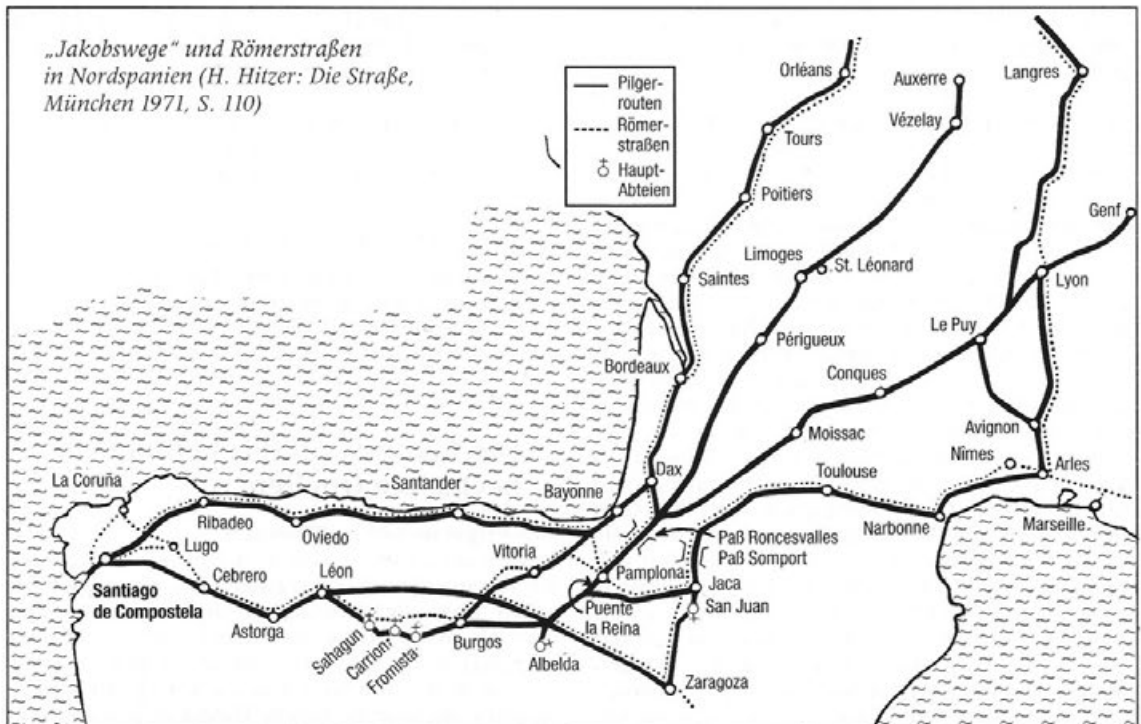 „Jakobswege“ und Römerstraßen
in Nordspanien (H. Hitzer: Die Straße,
München 1971, S. 110)
Pilger-
routen
Römer-
straßen
Haupt-
Abteien
Orléans
Auxerre
Langres
Vézelay
Tours
Poitiers
Genf
Limoges
St. Léonard
Saintes
Lyon
Le Puy
Périgueux
Bordeaux
Conques
Avignon
Moissac
Nîmes
Arles
Dax
Toulouse
La Coruña
Santander
Bayonne
Ribadeo
Oviedo
Narbonne
Marseille
Paß Roncesvalles
Paß Somport
Lugo
Vitoria
Pamplona
Jaca
Santiago
de Compostela
Cebrero
Léon
Puente
la Reina
San Juan
Astorga
Sahagun
Carrion
Fromista
Burgos
Albelda
Zaragoza